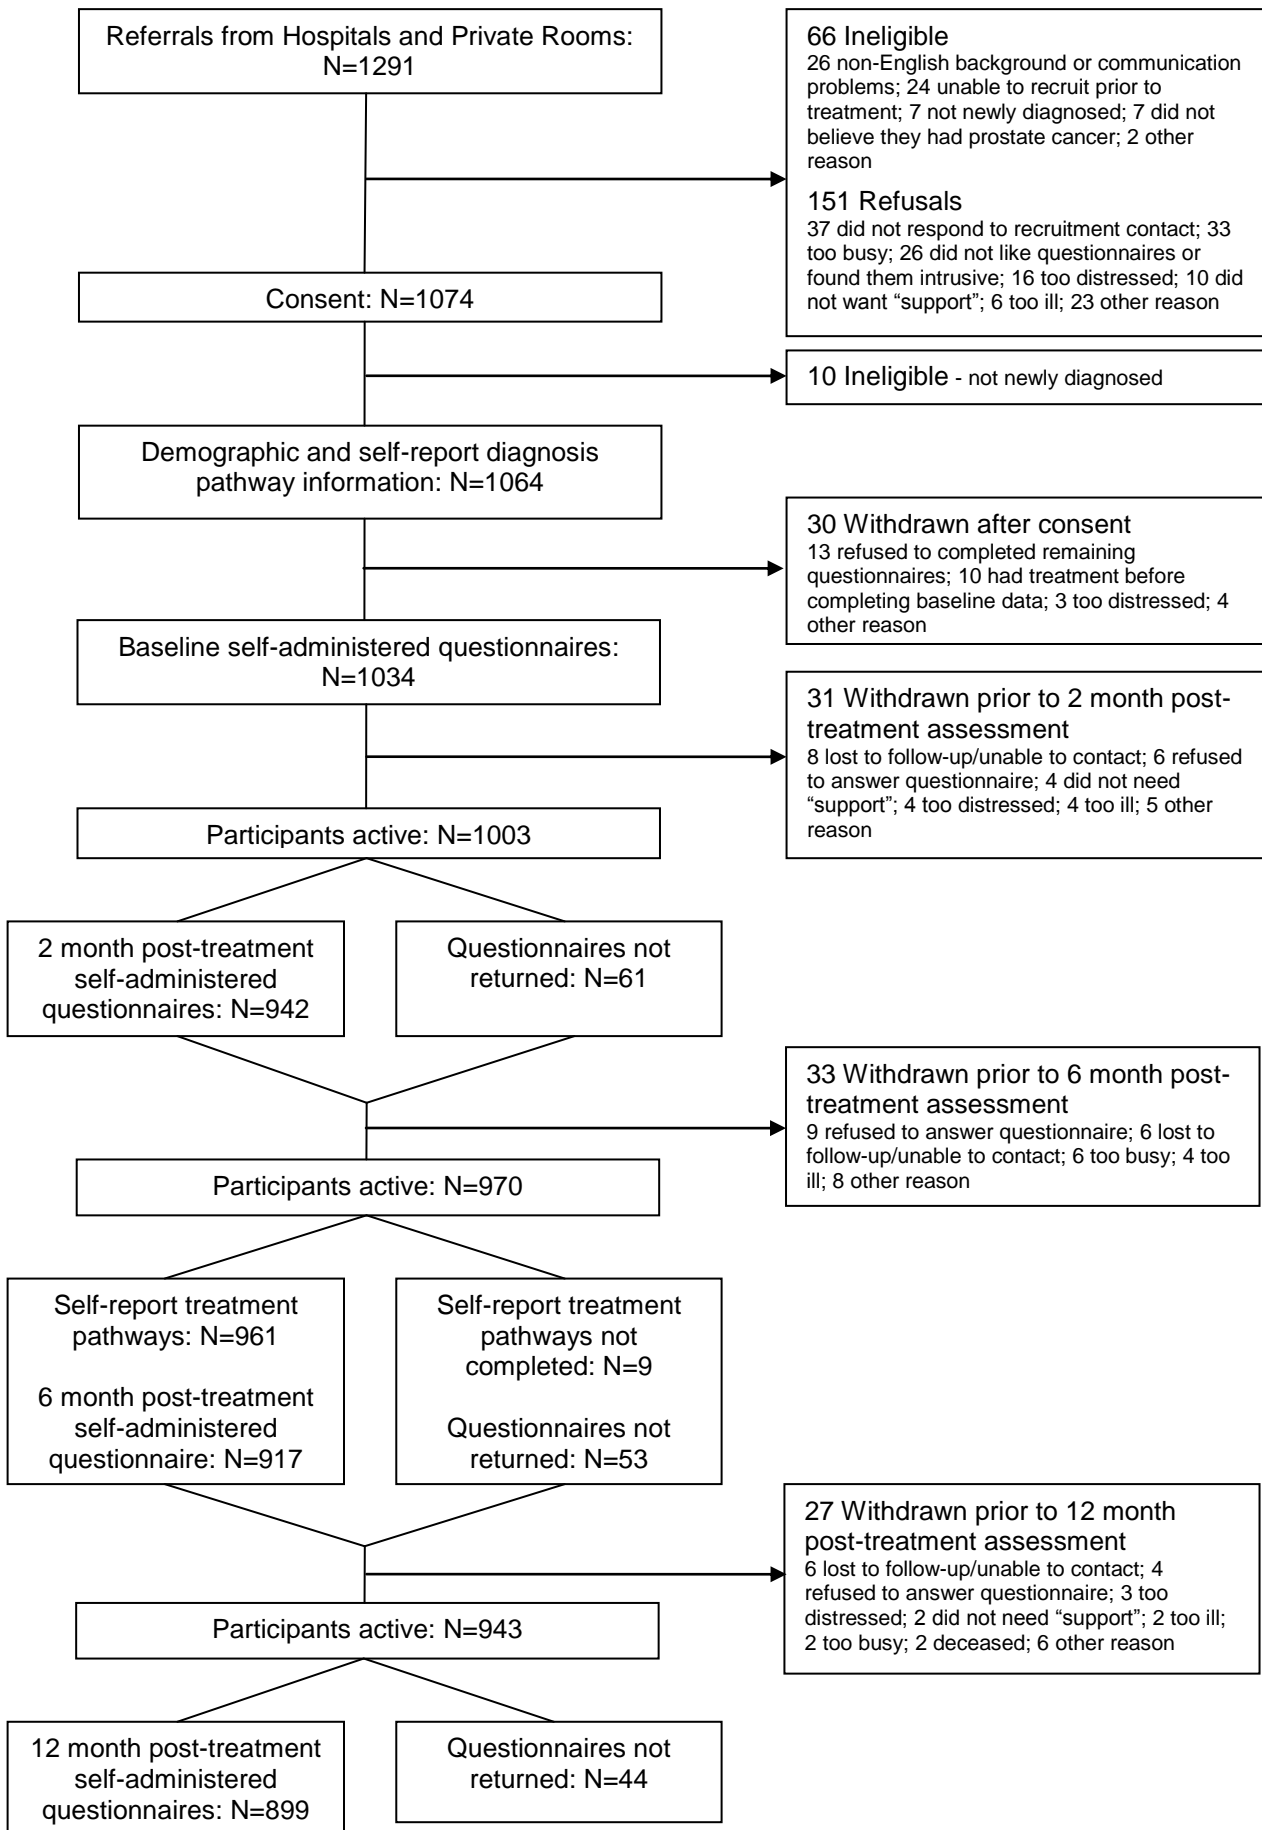 Referrals from Hospitals and Private Rooms:
N=1291
66 Ineligible
26 non-English background or communication
problems; 24 unable to recruit prior to
treatment; 7 not newly diagnosed; 7 did not
believe they had prostate cancer; 2 other
reason
151 Refusals
37 did not respond to recruitment contact; 33
too busy; 26 did not like questionnaires or
found them intrusive; 16 too distressed; 10 did
not want “support”; 6 too ill; 23 other reason
Consent: N=1074
10 Ineligible - not newly diagnosed
Demographic and self-report diagnosis
pathway information: N=1064
30 Withdrawn after consent
13 refused to completed remaining
questionnaires; 10 had treatment before
completing baseline data; 3 too distressed; 4
other reason
Baseline self-administered questionnaires:
N=1034
31 Withdrawn prior to 2 month post-
treatment assessment
8 lost to follow-up/unable to contact; 6 refused
to answer questionnaire; 4 did not need
“support”; 4 too distressed; 4 too ill; 5 other
reason
Participants active: N=1003
2 month post-treatment
self-administered
questionnaires: N=942
Questionnaires not
returned: N=61
33 Withdrawn prior to 6 month post-
treatment assessment
9 refused to answer questionnaire; 6 lost to
follow-up/unable to contact; 6 too busy; 4 too
ill; 8 other reason
Participants active: N=970
Self-report treatment
pathways: N=961
6 month post-treatment
self-administered
questionnaire: N=917
Self-report treatment
pathways not
completed: N=9
Questionnaires not
returned: N=53
27 Withdrawn prior to 12 month
post-treatment assessment
6 lost to follow-up/unable to contact; 4
refused to answer questionnaire; 3 too
distressed; 2 did not need “support”; 2 too ill;
2 too busy; 2 deceased; 6 other reason
Participants active: N=943
12 month post-treatment
self-administered
questionnaires: N=899
Questionnaires not
returned: N=44